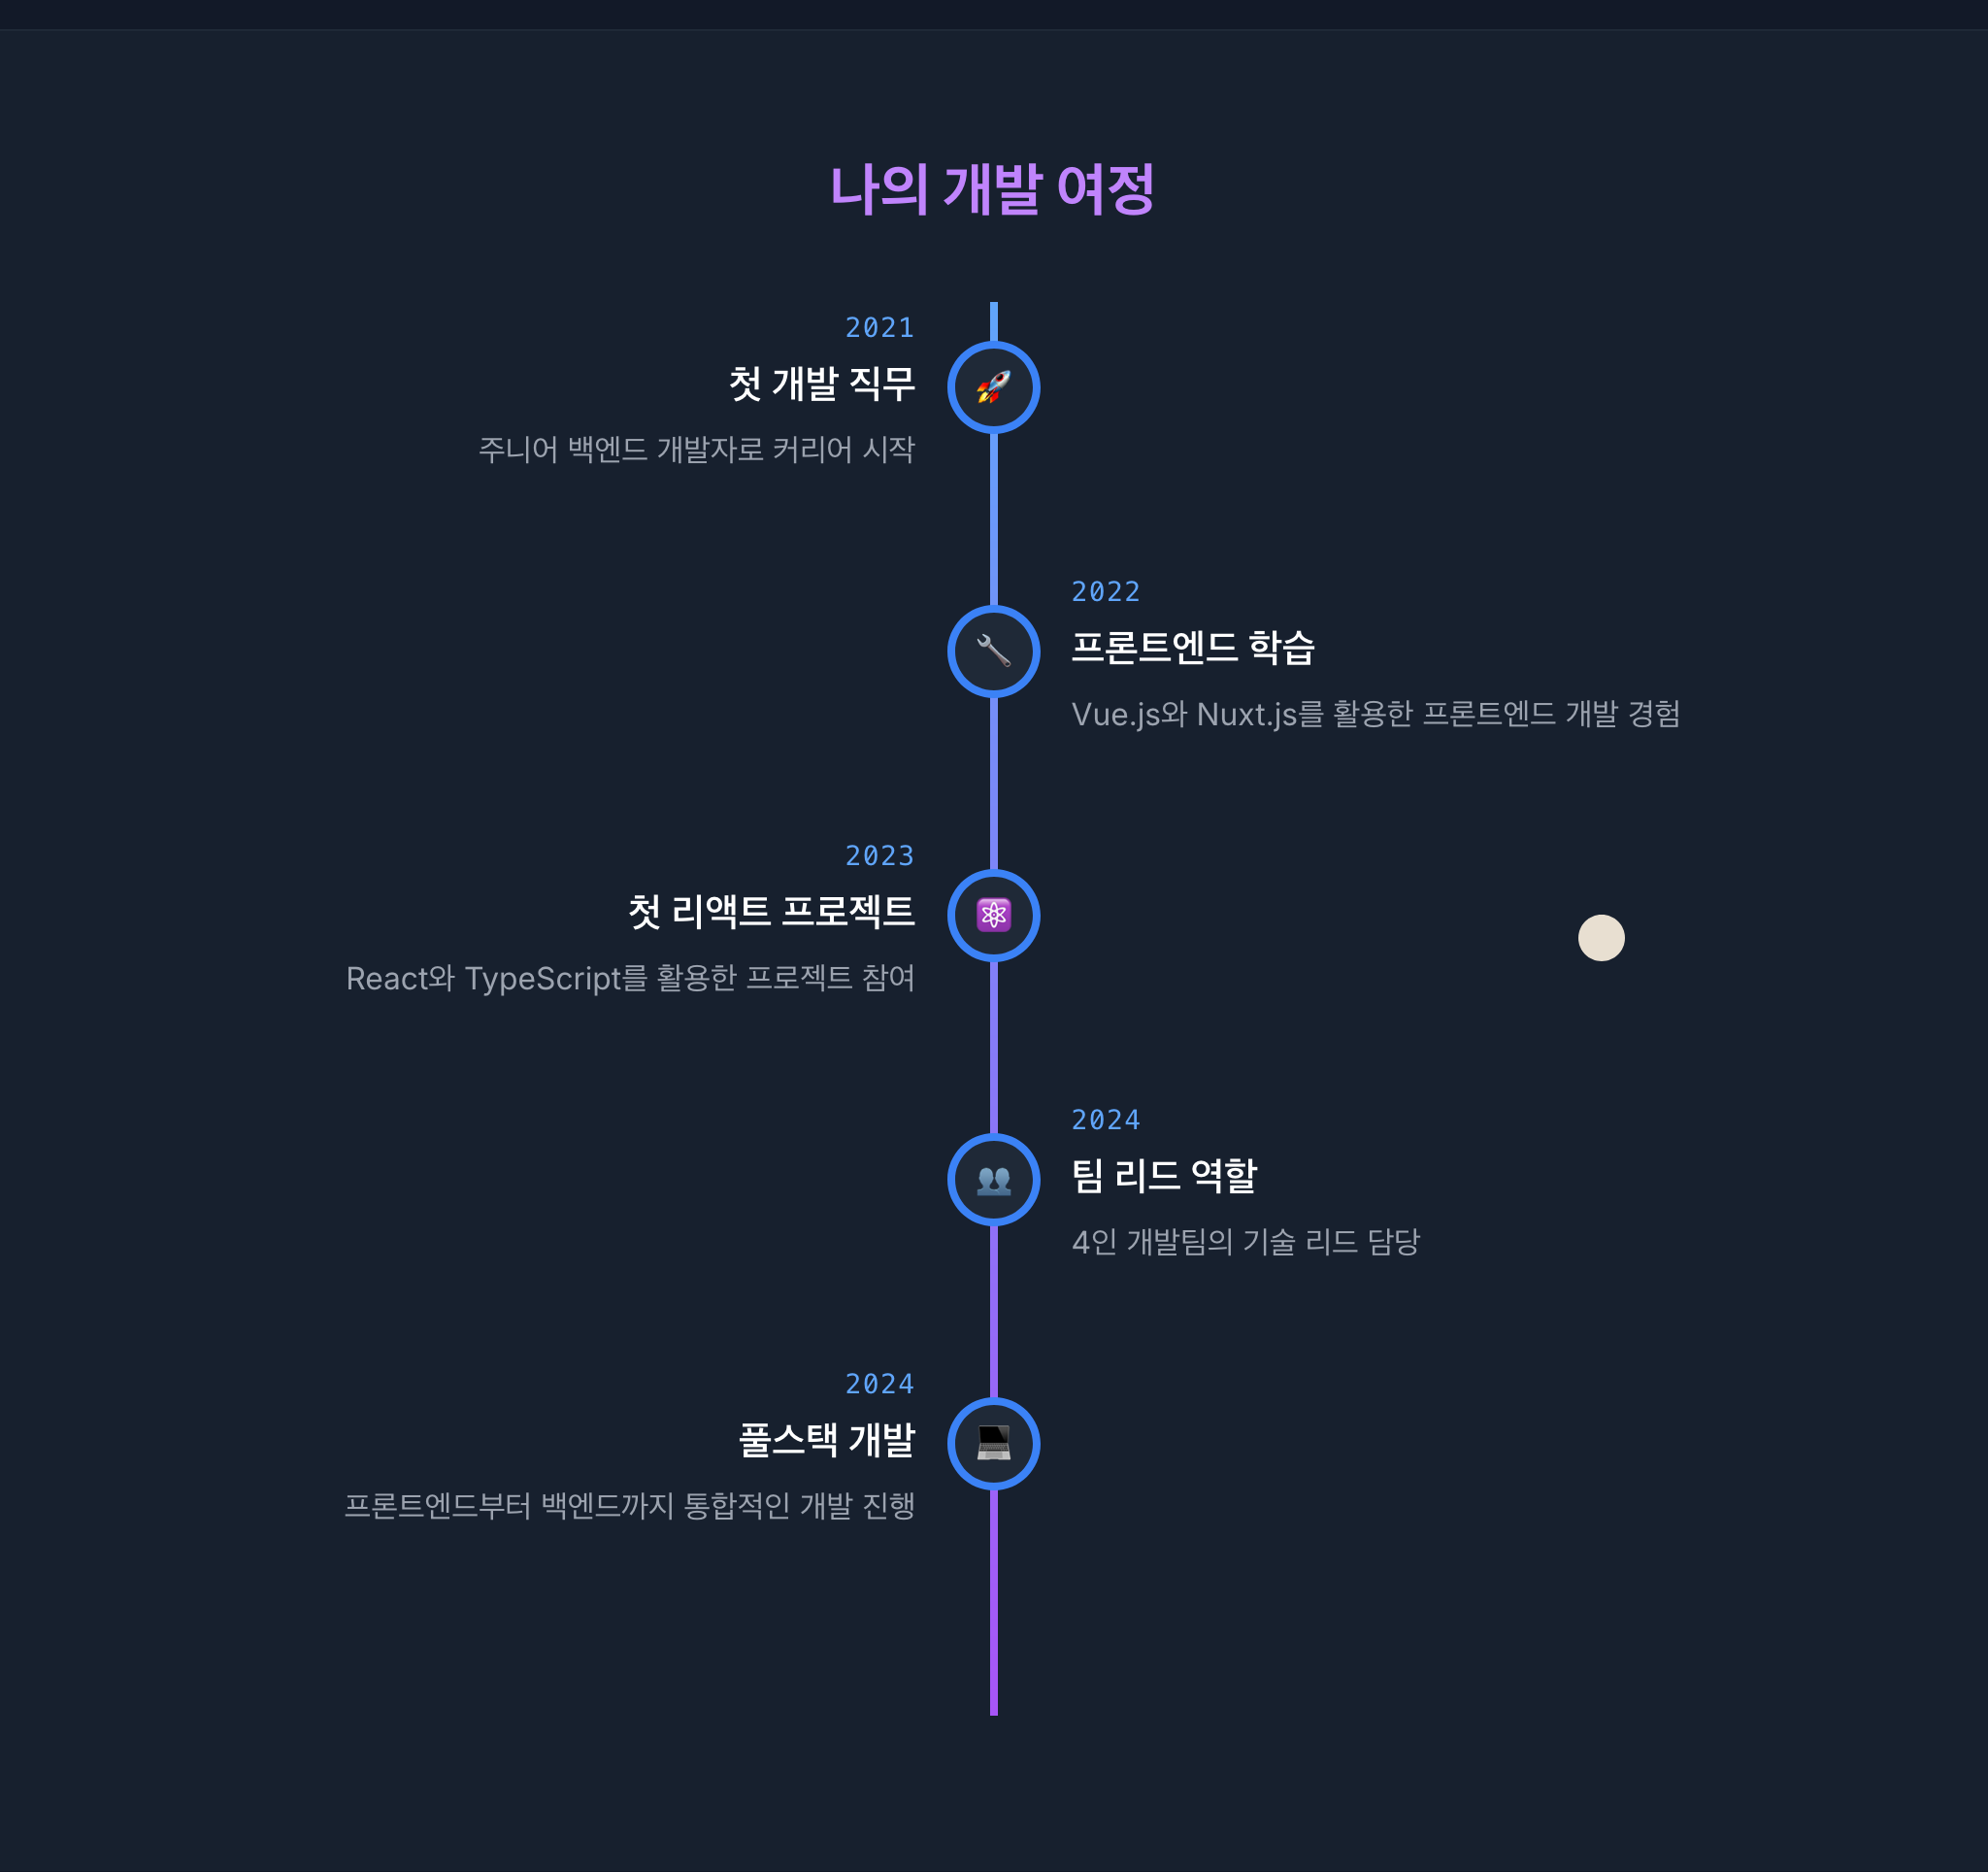 나의 개발 여정
2021
첫 개발 직무
주니어 백엔드 개발자로 커리어 시작
2022
프론트엔드 학습
Vue.js와 Nuxt.js를 활용한 프론트엔드 개발 경험
2023
첫 리액트 프로젝트
React와 TypeScript를 활용한 프로젝트 참여
2024
팀 리드 역할
4인 개발팀의 기술 리드 담당
2024
풀스택 개발
프론트엔드부터 백엔드까지 통합적인 개발 진행